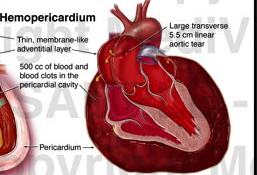 Hemopericardium
Large transverse
5.5 cm linear
aortic tear
Thin, membrane-like
adventitial layer
500 cc of blood and
blood clots in the
pericardial cavity
Pericardium